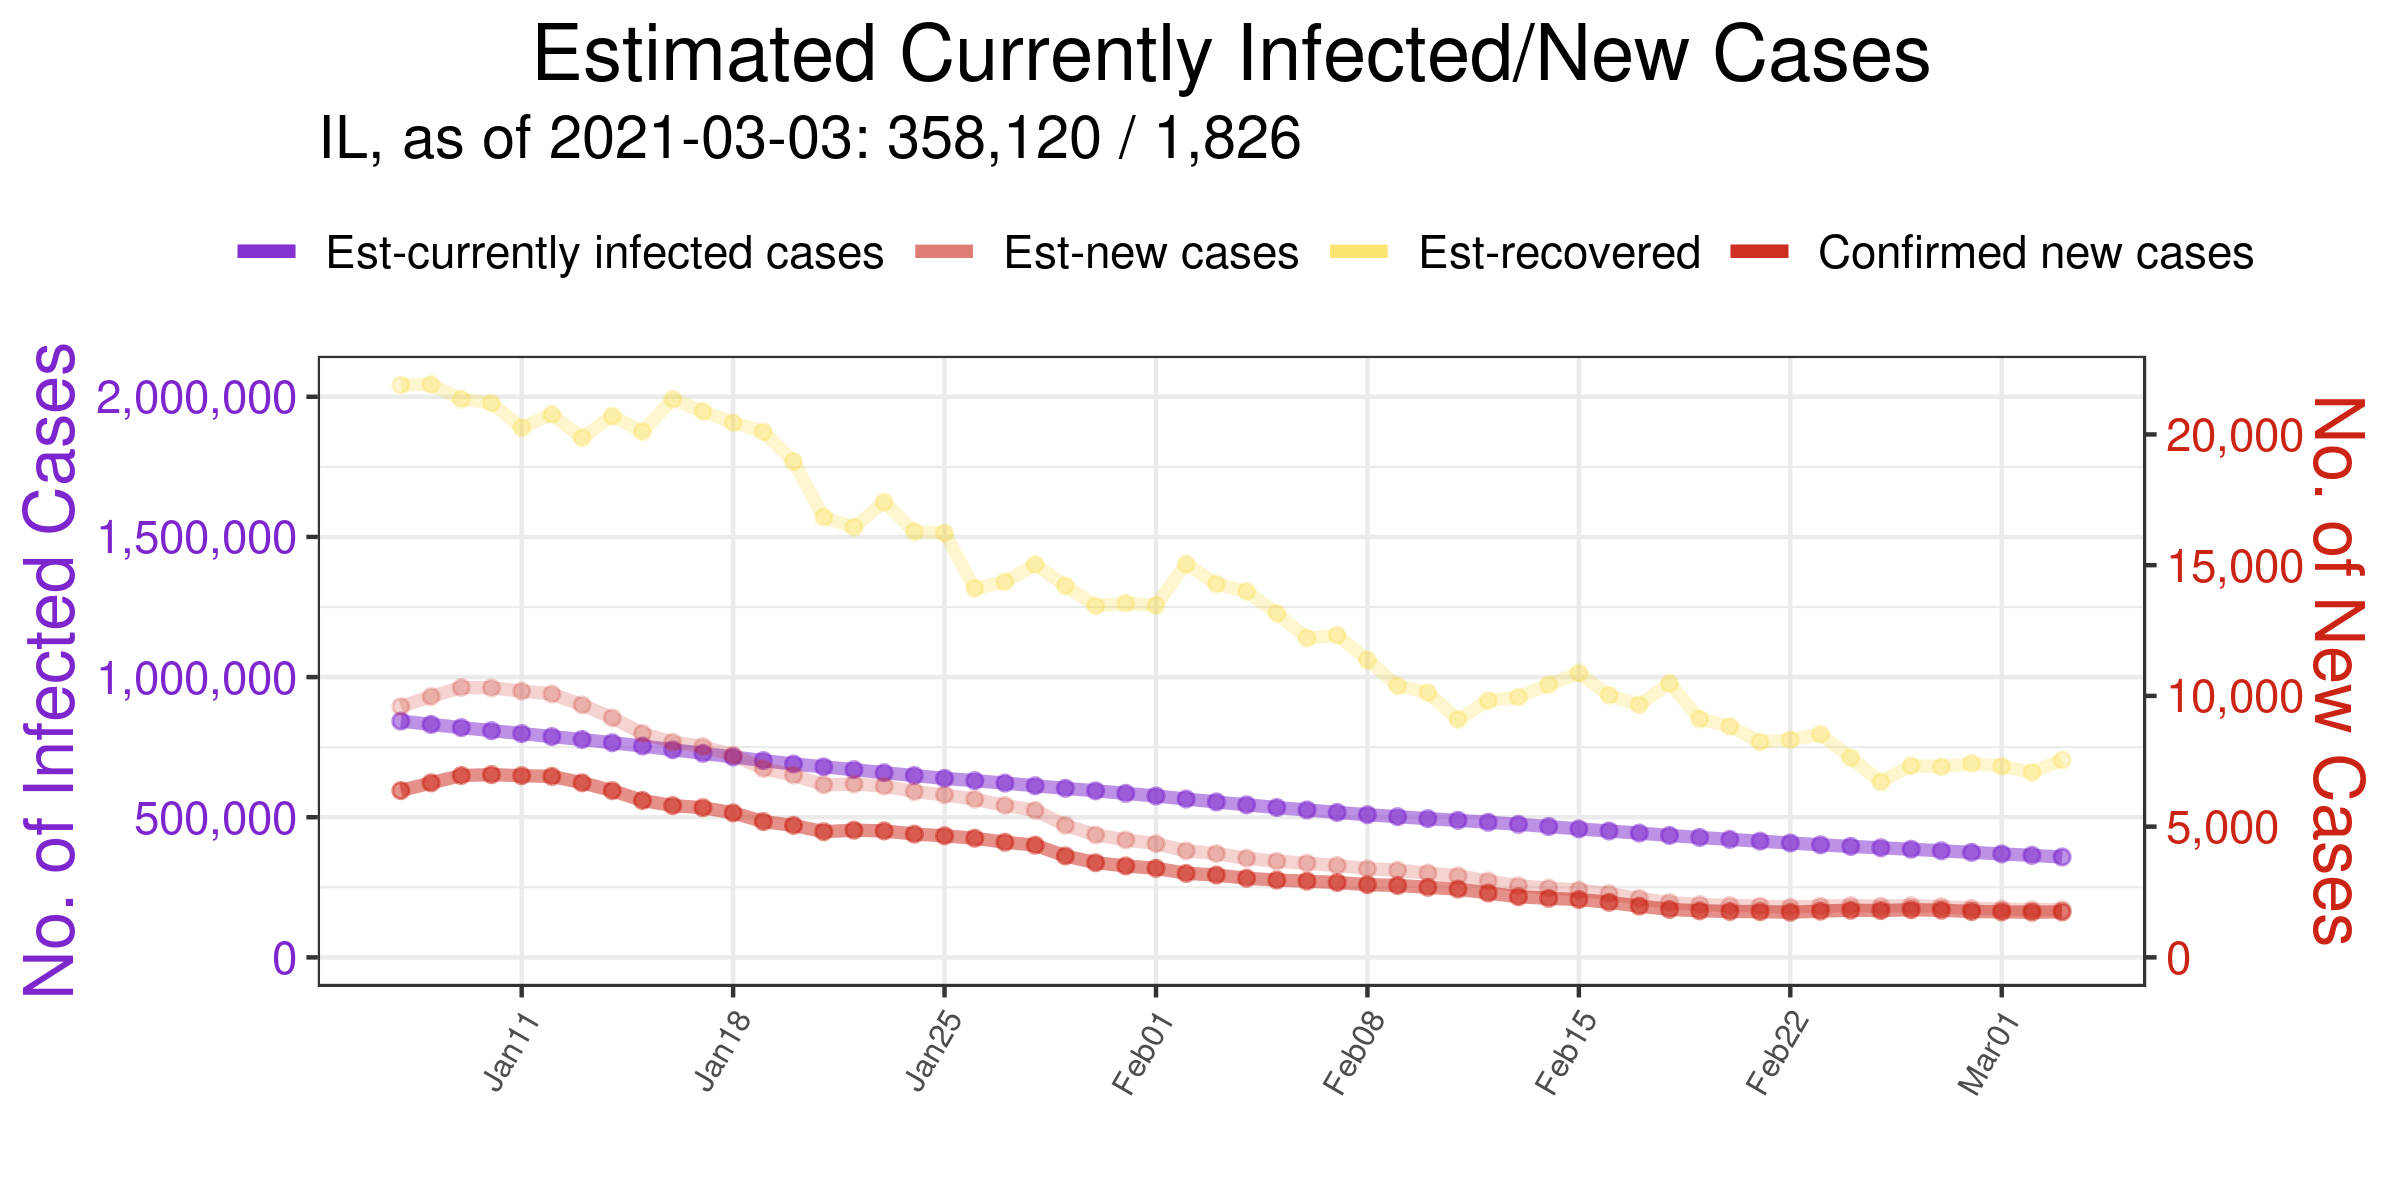 Estimated Currently Infected/New Cases
IL, as of 2021-03-03: 358,120 / 1,826
Est-currently infected cases Est-new cases Est-recovered Confirmed new cases
No. of Infected Cases
2,000,000
1,500,000
1,000,000
500,000
0
20,000
15,000
10,000
5,000
0
No. of New Cases
Jan11 Jan18 Jan25 Feb01 Feb08 Feb15 Feb22 Mar01